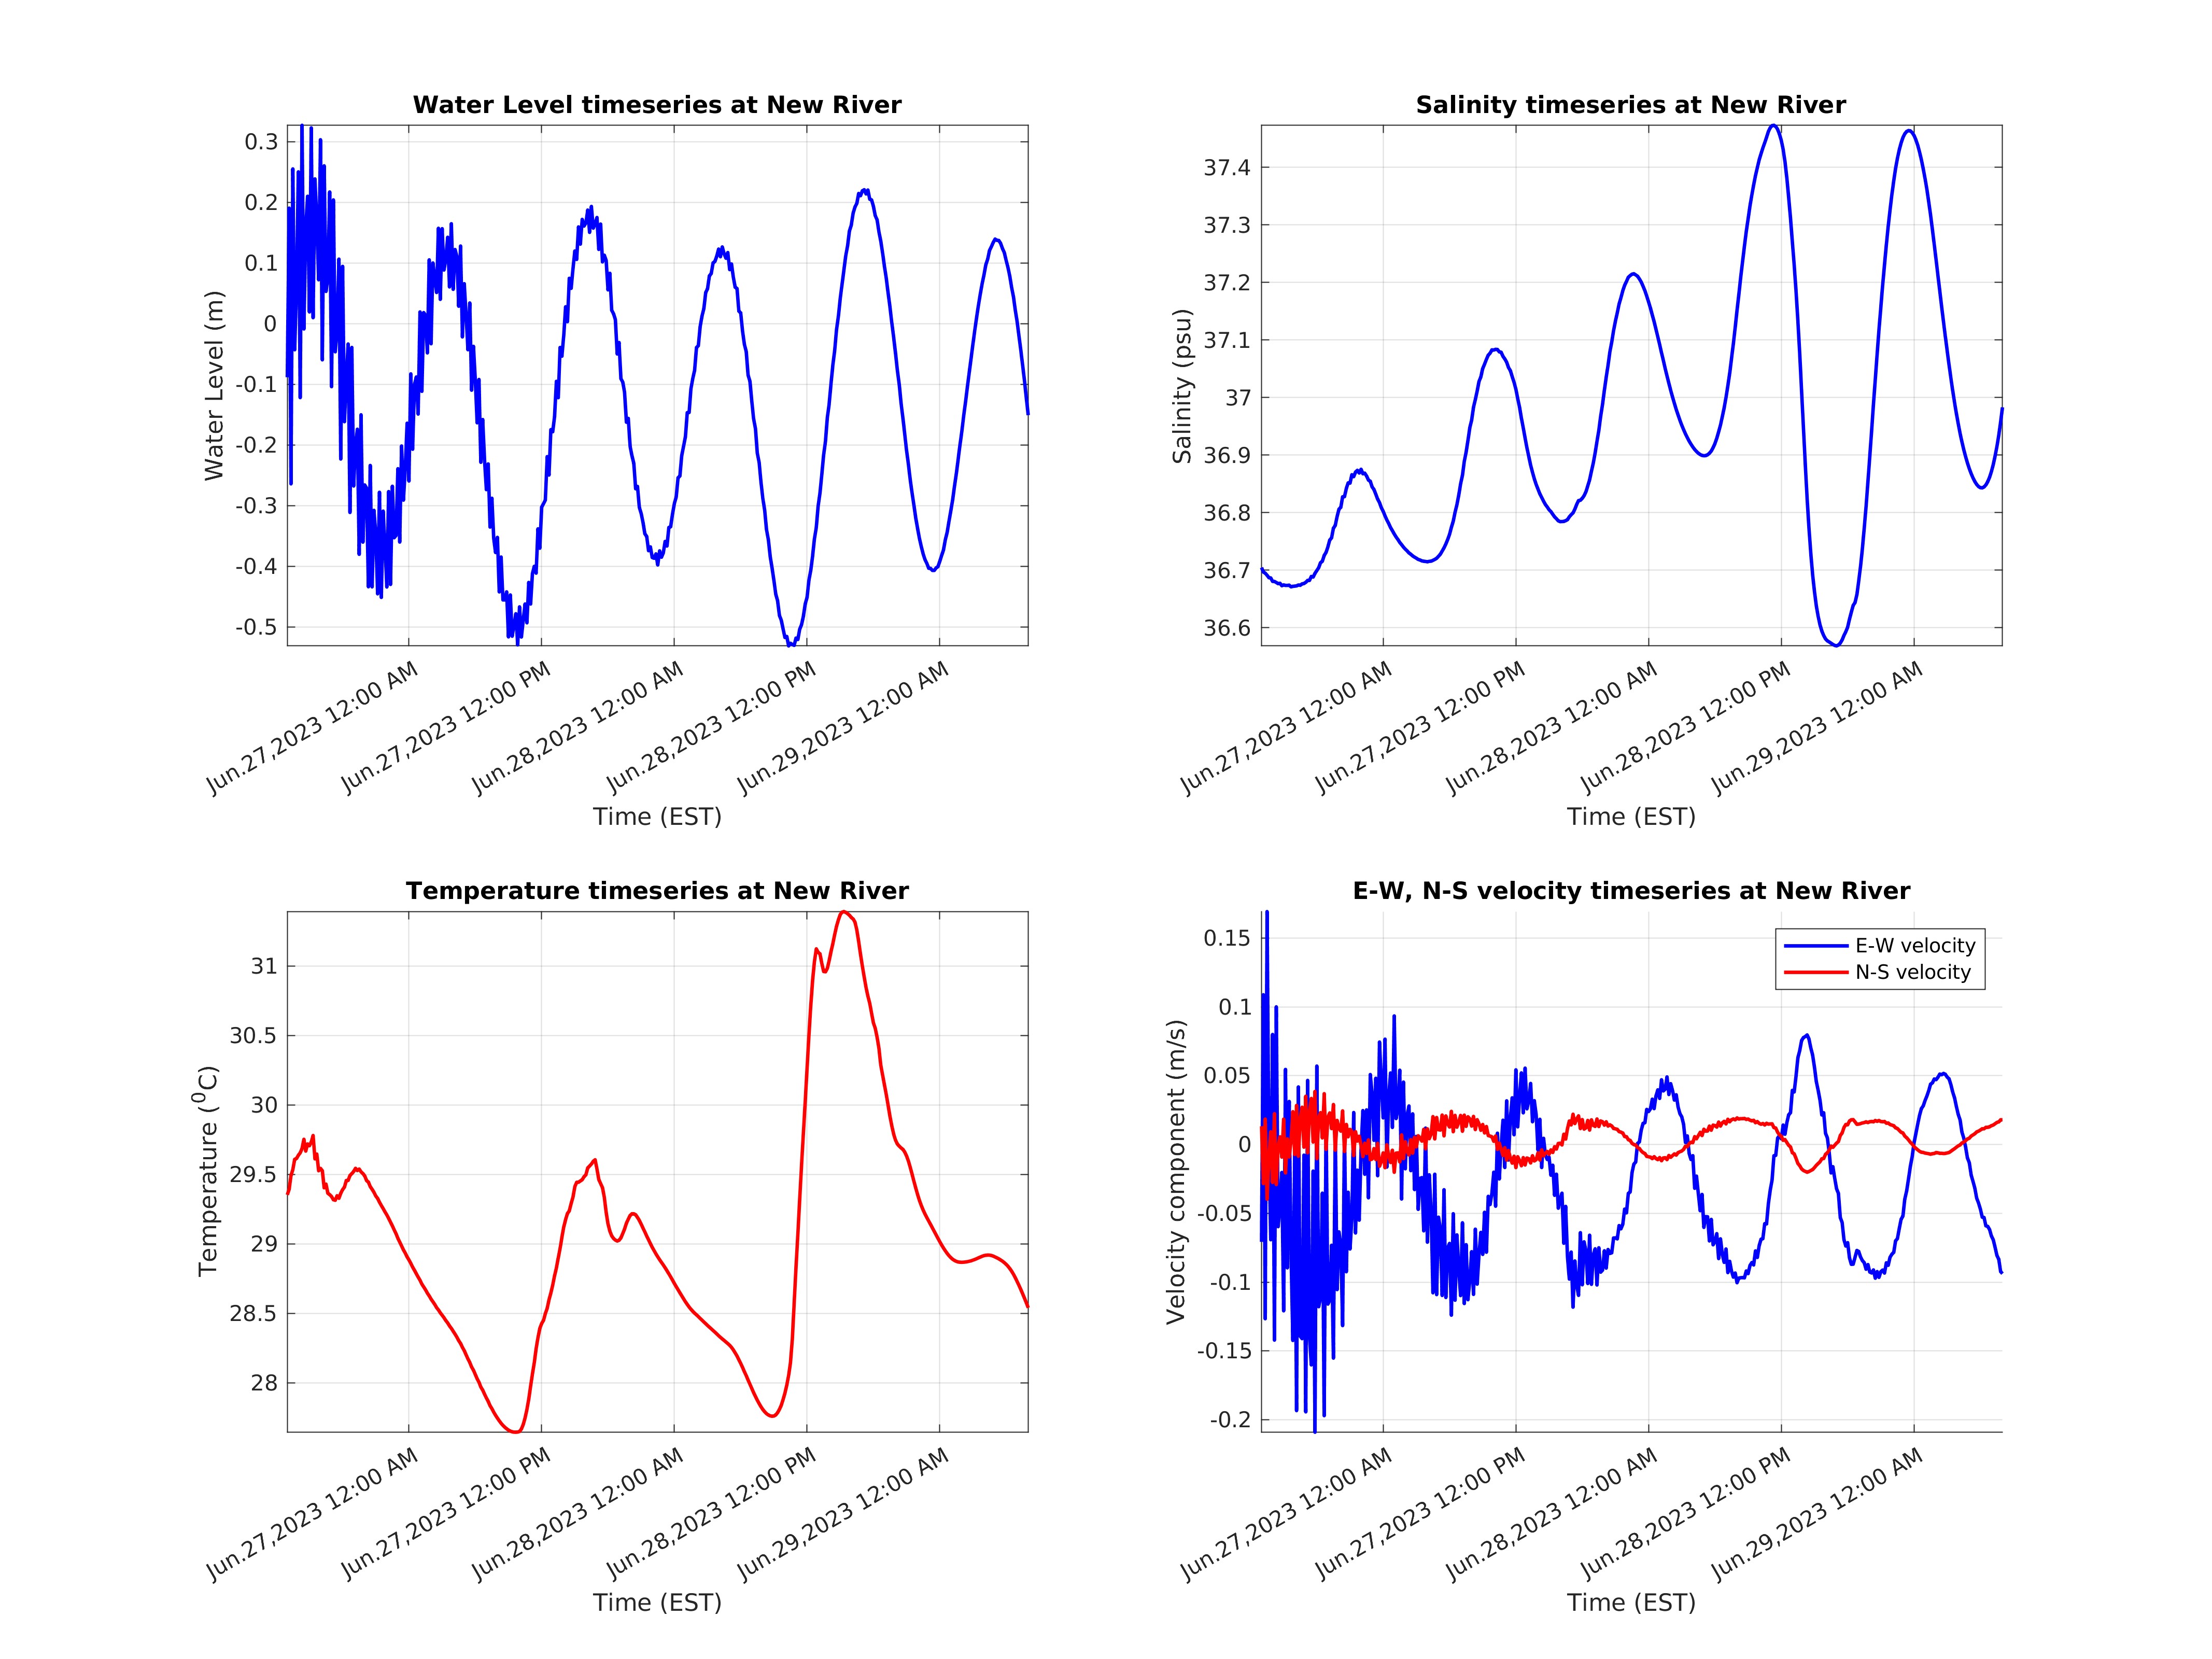 Water Level timeseries at New River
Water Level (m)
0.3
0.2
0.1
0
-0.1
-0.2
-0.3
-0.4
-0.5
Jun.27,2023 12:00 AM
Jun.27,2023 12:00 PM
Jun.28,2023 12:00 AM
Jun.28,2023 12:00 PM
Jun.29,2023 12:00 AM
Time (EST)
Salinity timeseries at New River
Salinity (psu)
37.4
37.3
37.2
37.1
37
36.9
36.8
36.7
36.6
Jun.27,2023 12:00 AM
Jun.27,2023 12:00 PM
Jun.28,2023 12:00 AM
Jun.28,2023 12:00 PM
Jun.29,2023 12:00 AM
Time (EST)
Temperature timeseries at New River
Temperature (⁰C)
31
30.5
30
29.5
29
28.5
28
Jun.27,2023 12:00 AM
Jun.27,2023 12:00 PM
Jun.28,2023 12:00 AM
Jun.28,2023 12:00 PM
Jun.29,2023 12:00 AM
Time (EST)
E-W, N-S velocity timeseries at New River
Velocity component (m/s)
0.15
0.1
0.05
0
-0.05
-0.1
-0.15
-0.2
E-W velocity
N-S velocity
Jun.27,2023 12:00 AM
Jun.27,2023 12:00 PM
Jun.28,2023 12:00 AM
Jun.28,2023 12:00 PM
Jun.29,2023 12:00 AM
Time (EST)